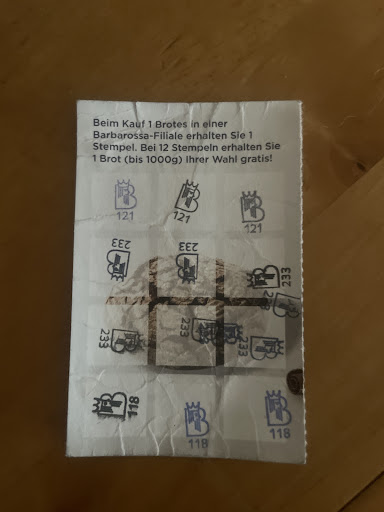 Beim Kauf 1 Brotes in einer
Barbarossa-Filiale erhalten Sie 1
Stempel. Bei 12 Stempeln erhalten Sie
1 Brot (bis 1000g) Ihrer Wahl gratis!
B B B
121 121 121
233 233 233
B B B
B B B
233 233 233
B B B
118 118 118